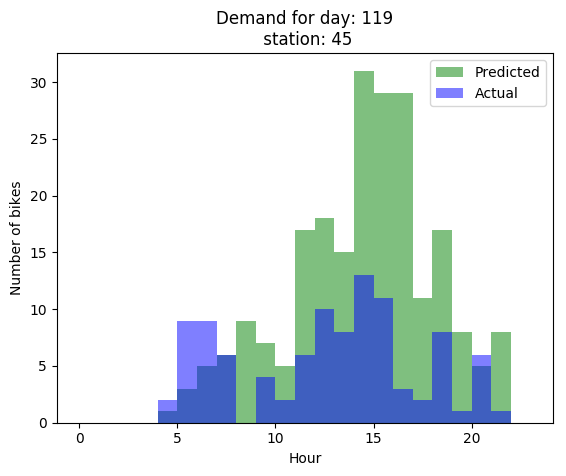 Demand for day: 119
station: 45
Predicted
Actual
Number of bikes
30
25
20
15
10
5
0
0
5
10
15
20
Hour